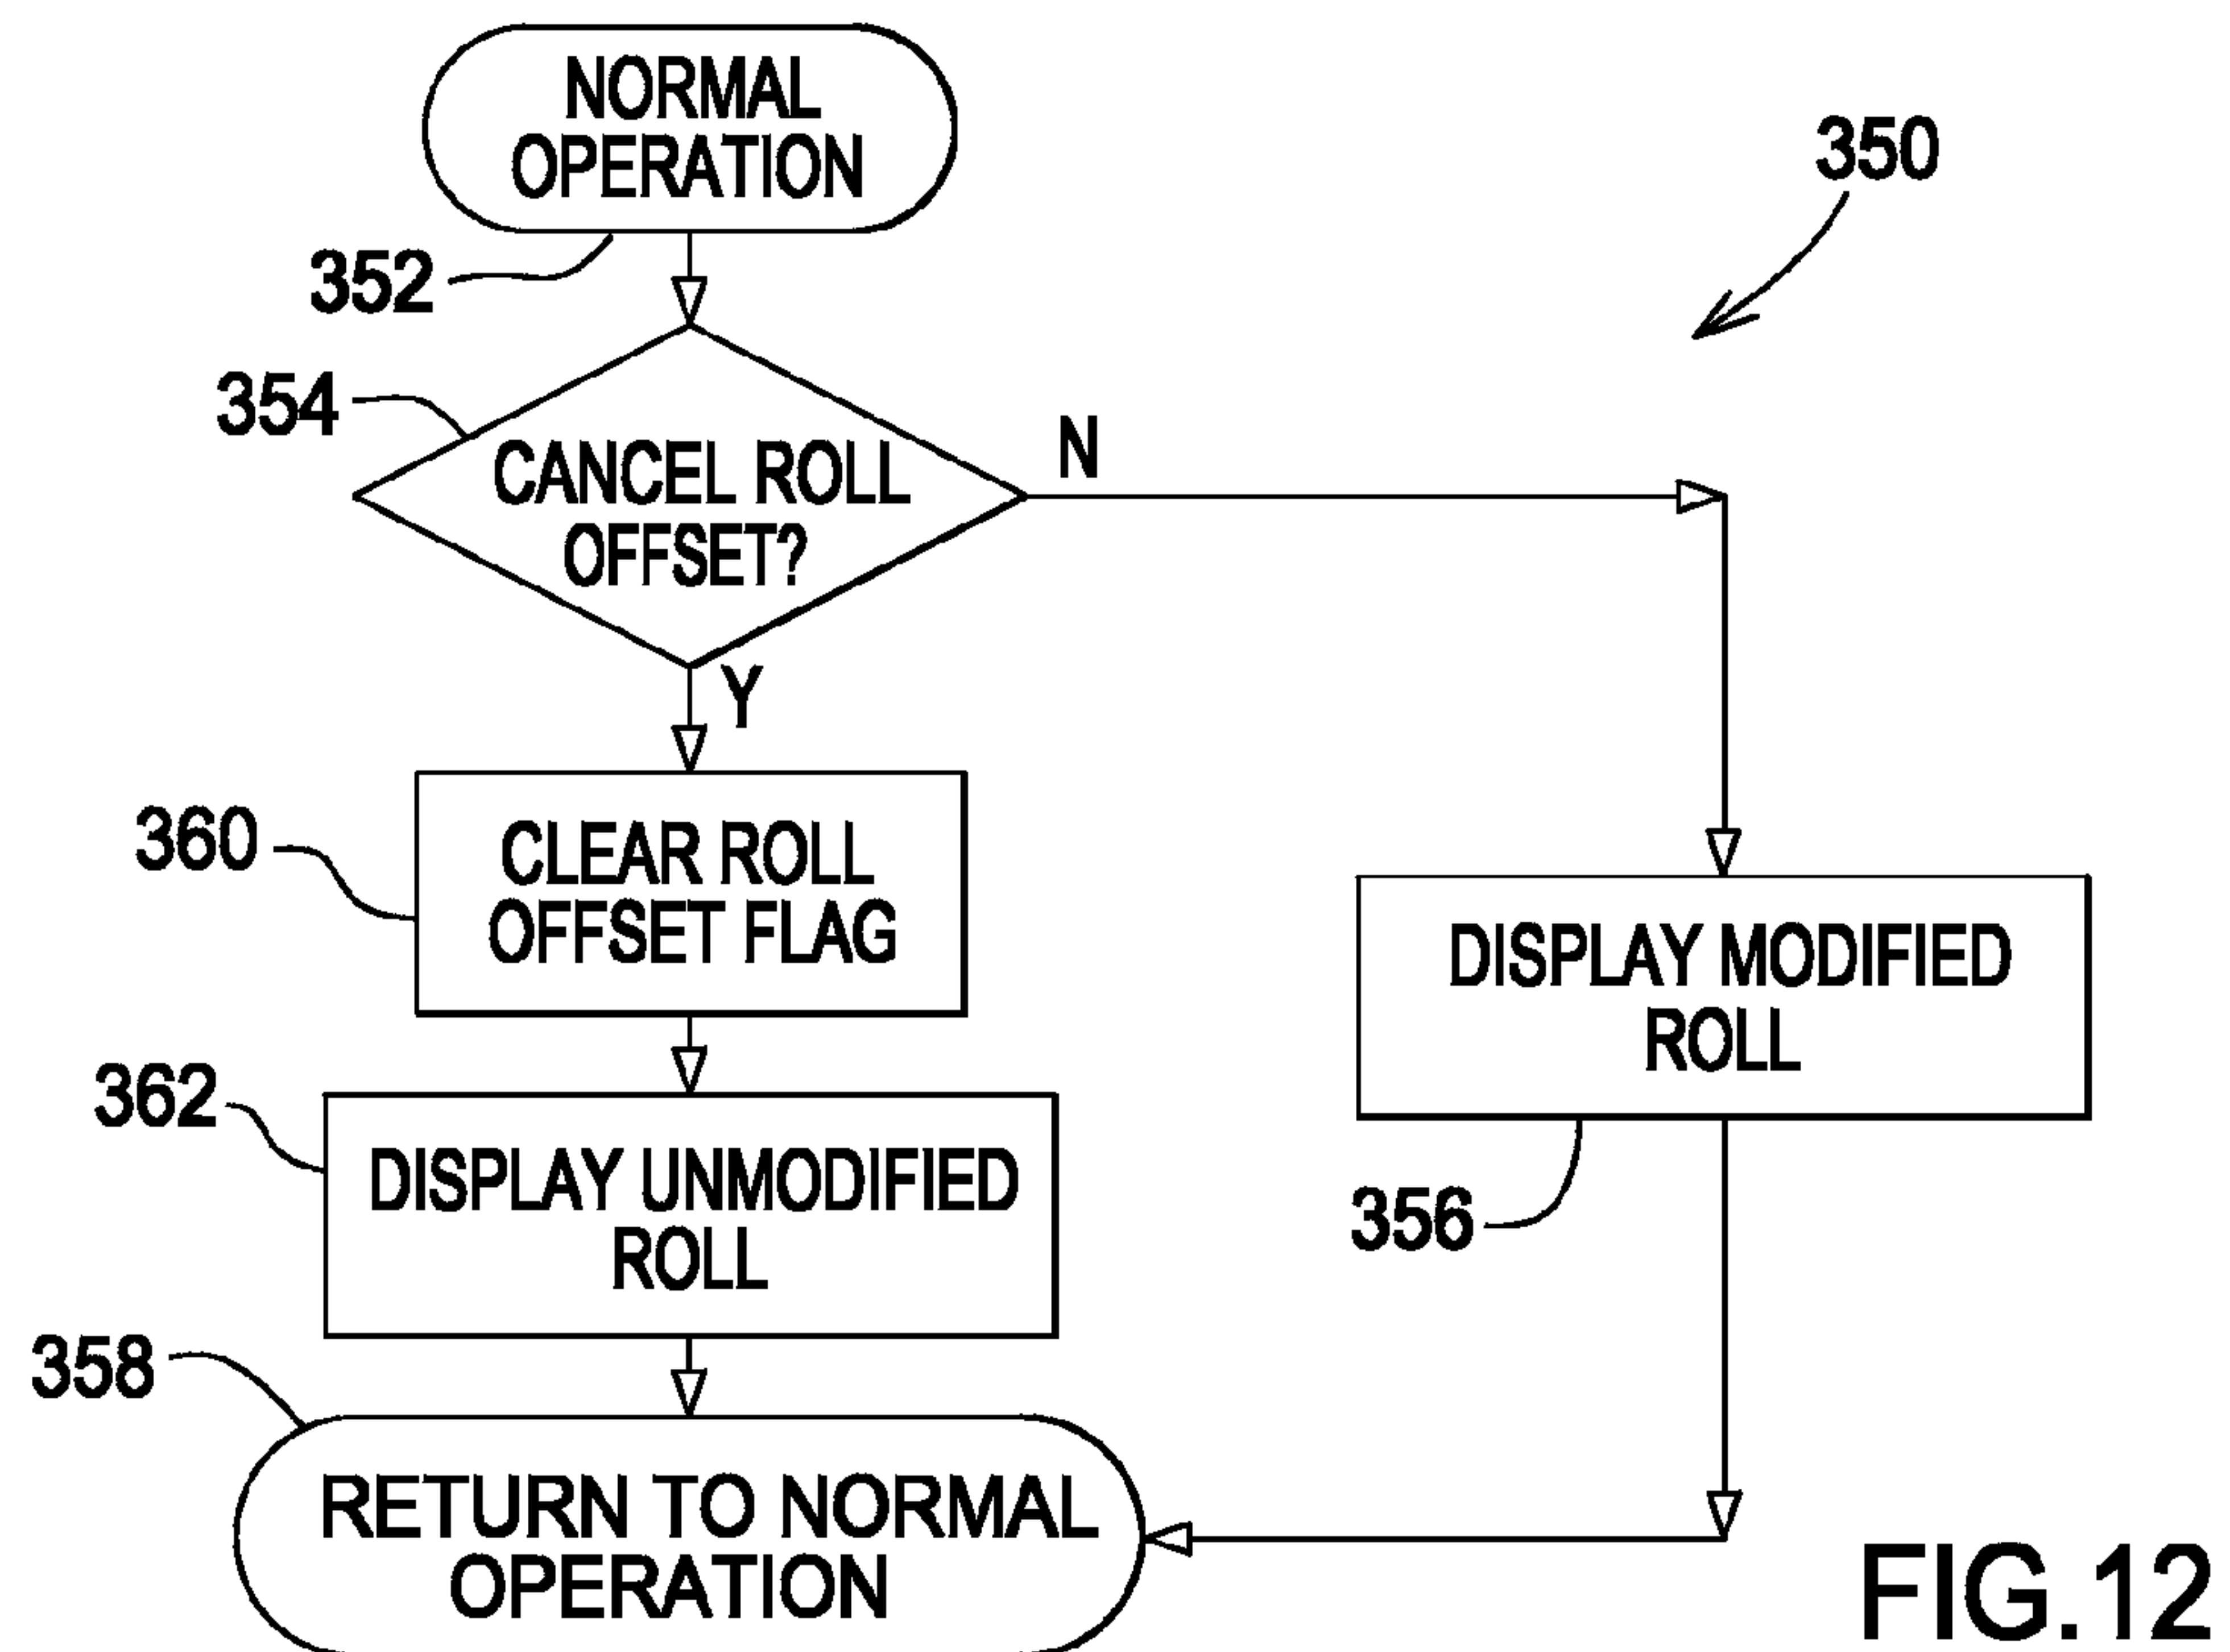 NORMAL
OPERATION
350
352
354
CANCEL ROLL
OFFSET?
N
Y
360
CLEAR ROLL
OFFSET FLAG
DISPLAY MODIFIED
ROLL
362
DISPLAY UNMODIFIED
ROLL
356
358
RETURN TO NORMAL
OPERATION
FIG.12